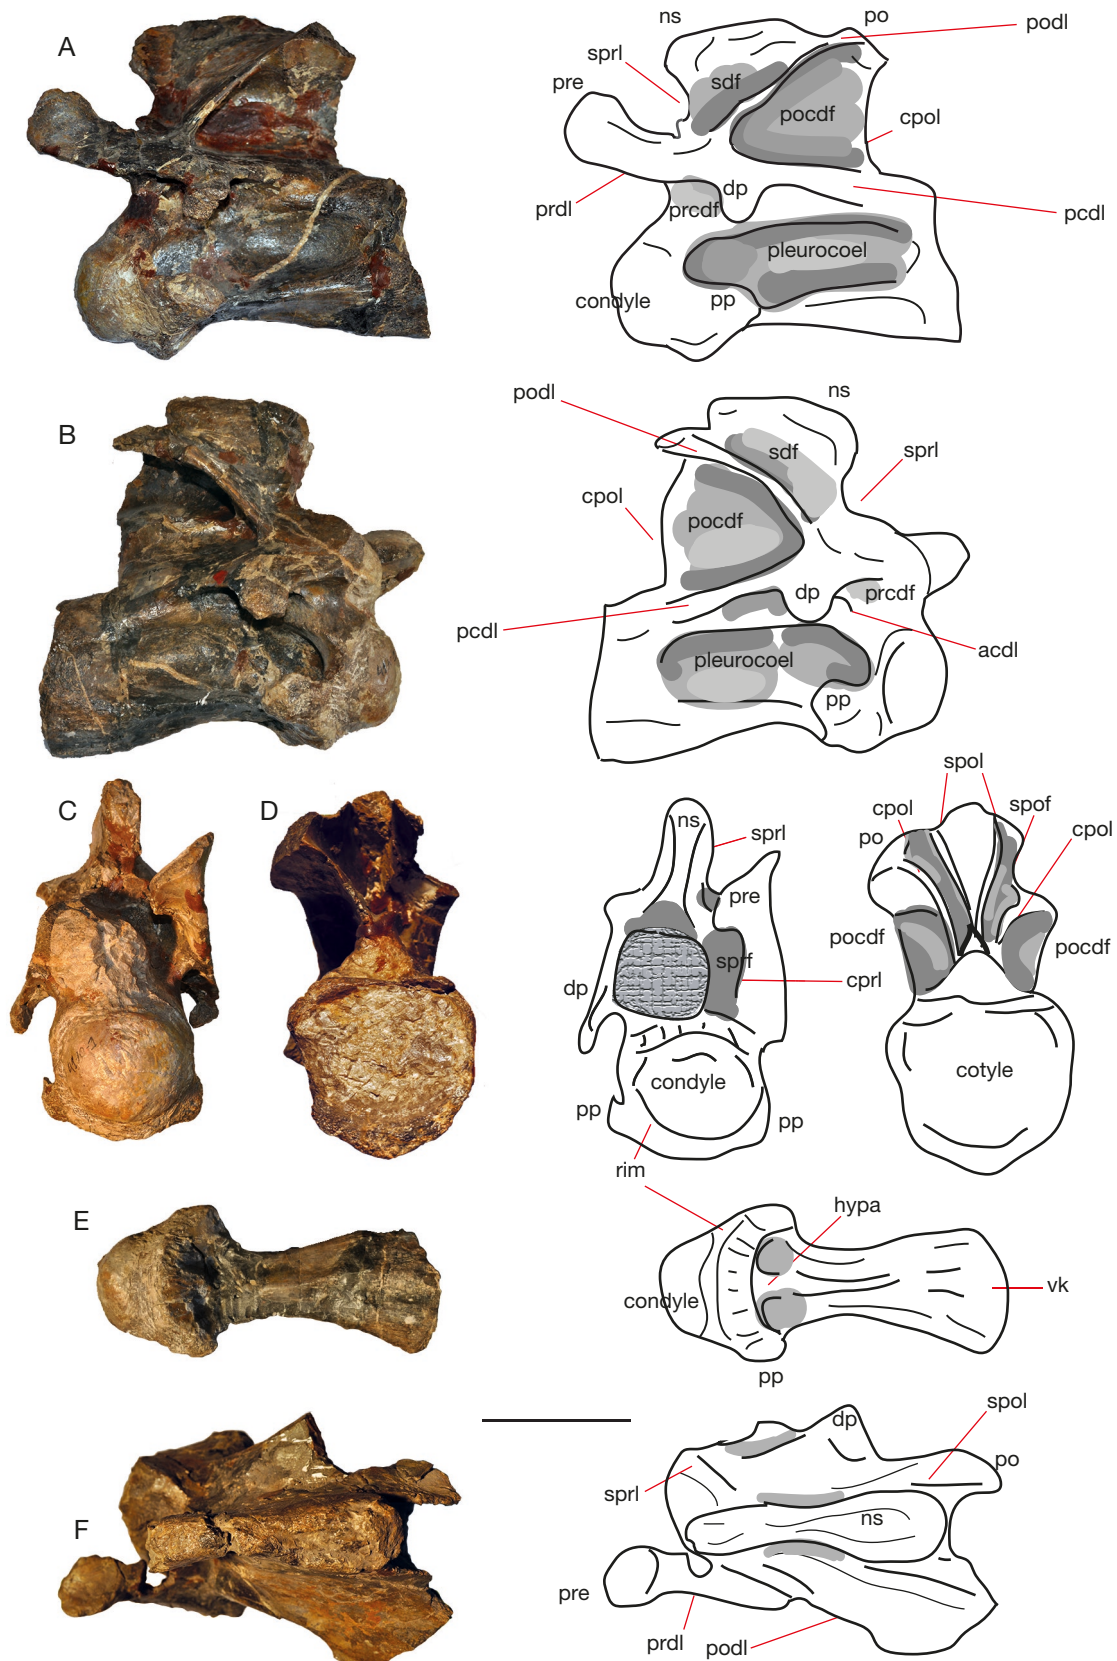 A
ns
po
podl
sprl
sdf
pre
pocdf
cpol
dp
prdl
prcdf
pcdl
pleurocoel
condyle
pp
B
podl
ns
sdf
sprl
cpol
pocdf
dp
prcdf
pcdl
acdl
pleurocoel
pp
C
D
spol
cpol
spof
ns
sprl
po
cpol
pre
pocdf
pocdf
sprf
dp
cprl
condyle
cotyle
pp
pp
rim
E
hypa
condyle
vk
pp
spol
dp
po
sprl
F
ns
pre
prdl
podl